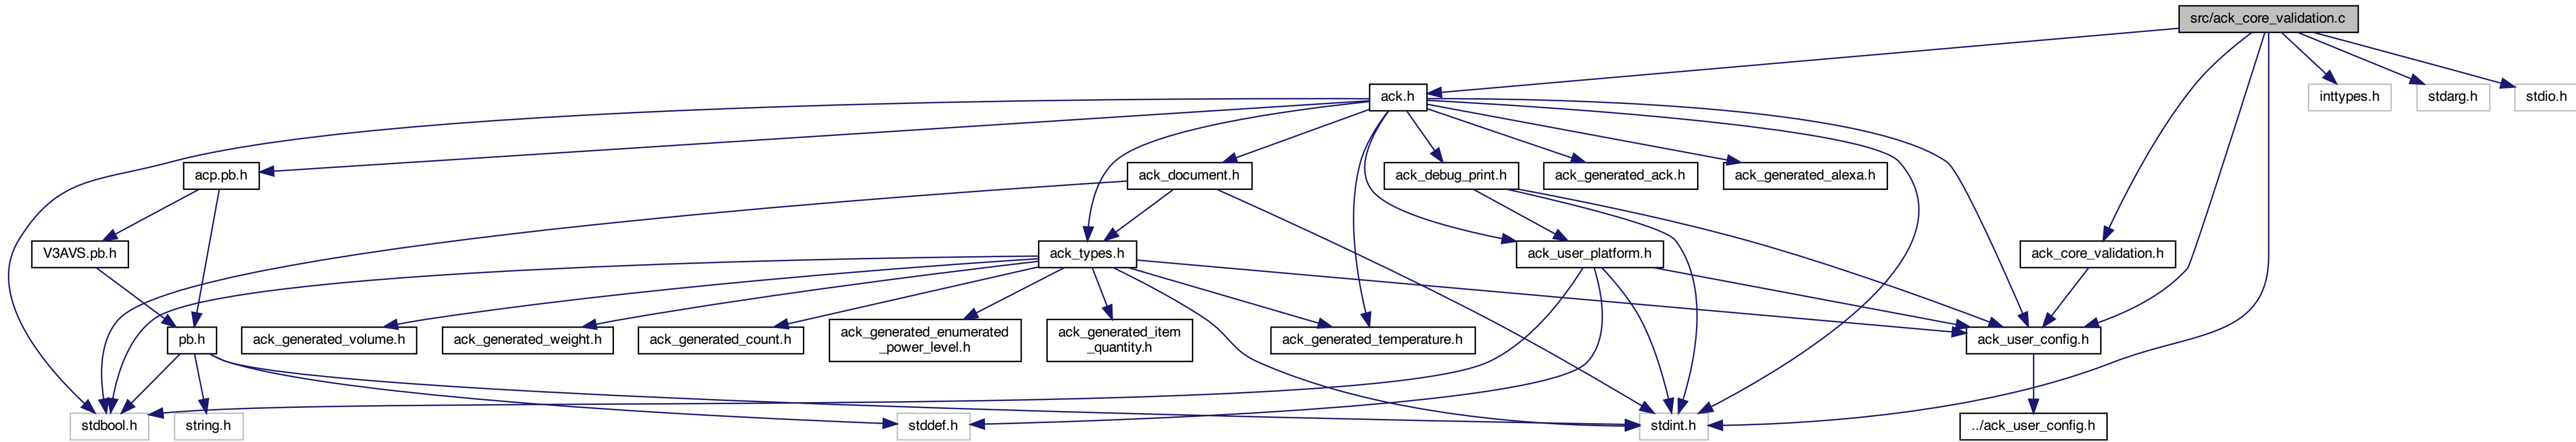 src/ack_core_validation.c
ack.h
inttypes.h
stdarg.h
stdio.h
acp.pb.h
ack_document.h
ack_debug_print.h
ack_generated_ack.h
ack_generated_alexa.h
V3AVS.pb.h
ack_types.h
ack_user_platform.h
ack_core_validation.h
pb.h
ack_generated_volume.h
ack_generated_weight.h
ack_generated_count.h
ack_generated_enumerated
_power_level.h
ack_generated_item
_quantity.h
ack_generated_temperature.h
ack_user_config.h
stdbool.h
string.h
stddef.h
stdint.h
../ack_user_config.h